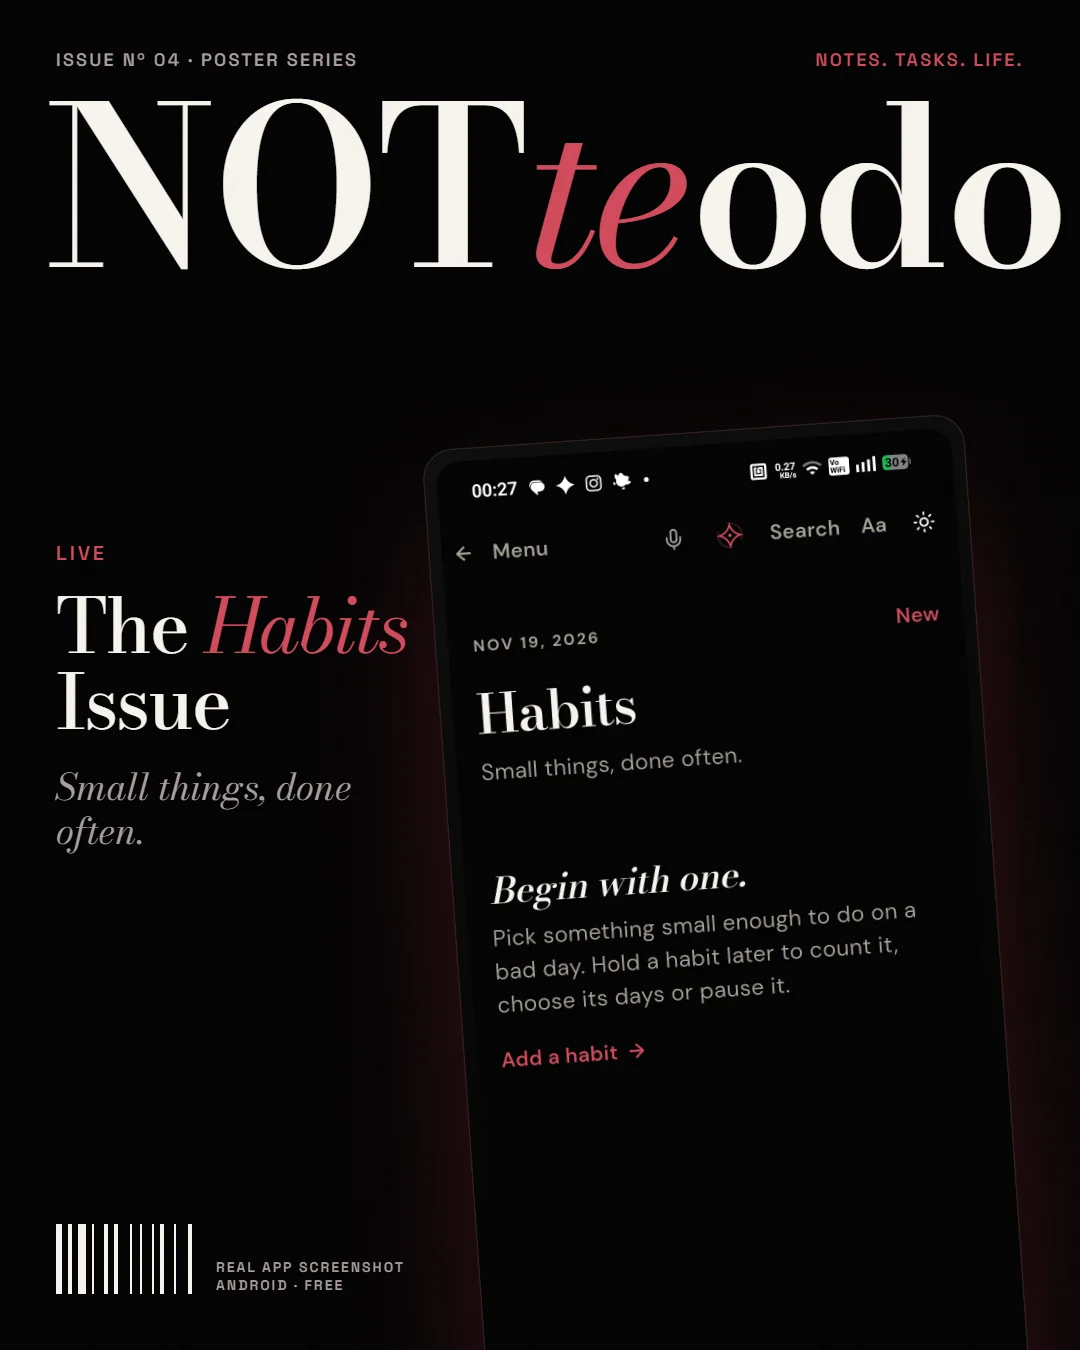 ISSUE Nº 04 · POSTER SERIES
NOTES. TASKS. LIFE.
NOTteodo
LIVE
The Habits
Issue
Small things, done
often.
00:27
0.27
KB/s
Vo
WiFi
30
Menu
Search
Aa
New
NOV 19, 2026
Habits
Small things, done often.
Begin with one.
Pick something small enough to do on a
bad day. Hold a habit later to count it,
choose its days or pause it.
Add a habit →
REAL APP SCREENSHOT
ANDROID · FREE